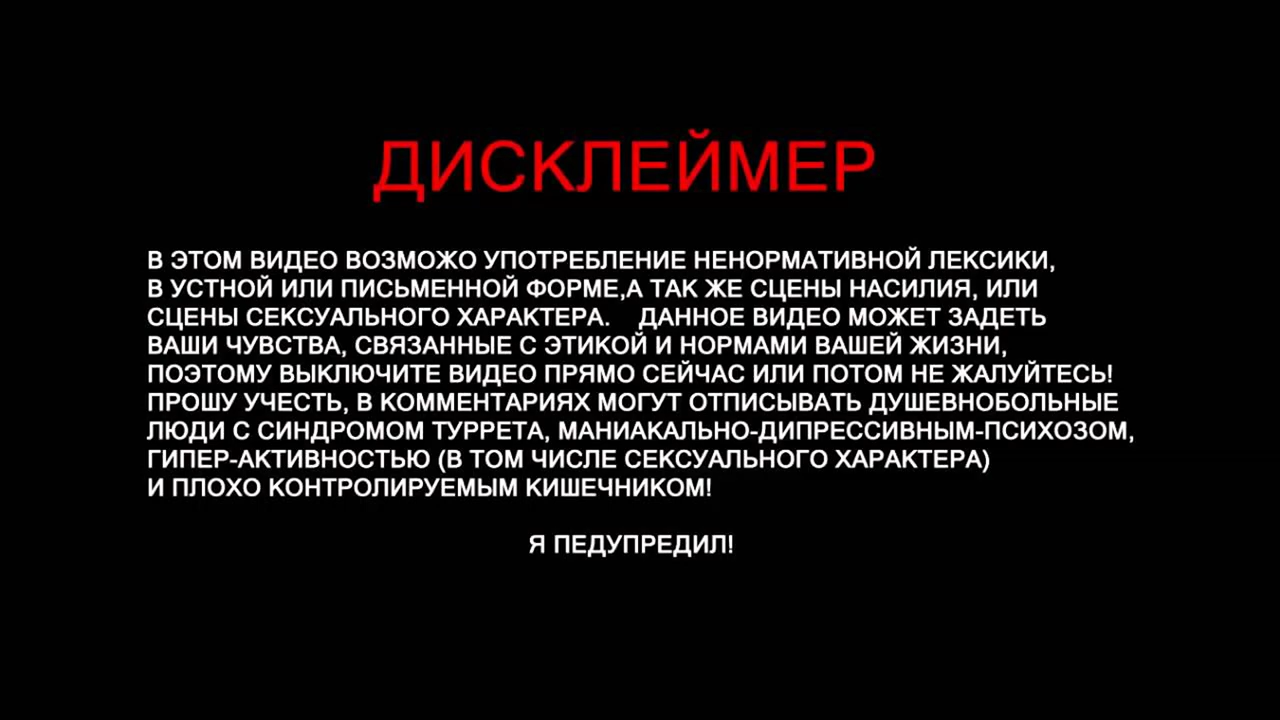 ДИСКЛЕЙМЕР
В ЭТОМ ВИДЕО ВОЗМОЖО УПОТРЕБЛЕНИЕ НЕНОРМАТИВНОЙ ЛЕКСИКИ,
В УСТНОЙ ИЛИ ПИСЬМЕННОЙ ФОРМЕ,А ТАК ЖЕ СЦЕНЫ НАСИЛИЯ, ИЛИ
СЦЕНЫ СЕКСУАЛЬНОГО ХАРАКТЕРА. ДАННОЕ ВИДЕО МОЖЕТ ЗАДЕТЬ
ВАШИ ЧУВСТВА, СВЯЗАННЫЕ С ЭТИКОЙ И НОРМАМИ ВАШЕЙ ЖИЗНИ,
ПОЭТОМУ ВЫКЛЮЧИТЕ ВИДЕО ПРЯМО СЕЙЧАС ИЛИ ПОТОМ НЕ ЖАЛУЙТЕСЬ!
ПРОШУ УЧЕСТЬ, В КОММЕНТАРИЯХ МОГУТ ОТПИСЫВАТЬ ДУШЕВНОБОЛЬНЫЕ
ЛЮДИ С СИНДРОМОМ ТУРРЕТА, МАНИАКАЛЬНО-ДИПРЕССИВНЫМ-ПСИХОЗОМ,
ГИПЕР-АКТИВНОСТЬЮ (В ТОМ ЧИСЛЕ СЕКСУАЛЬНОГО ХАРАКТЕРА)
И ПЛОХО КОНТРОЛИРУЕМЫМ КИШЕЧНИКОМ!
Я ПЕДУПРЕДИЛ!